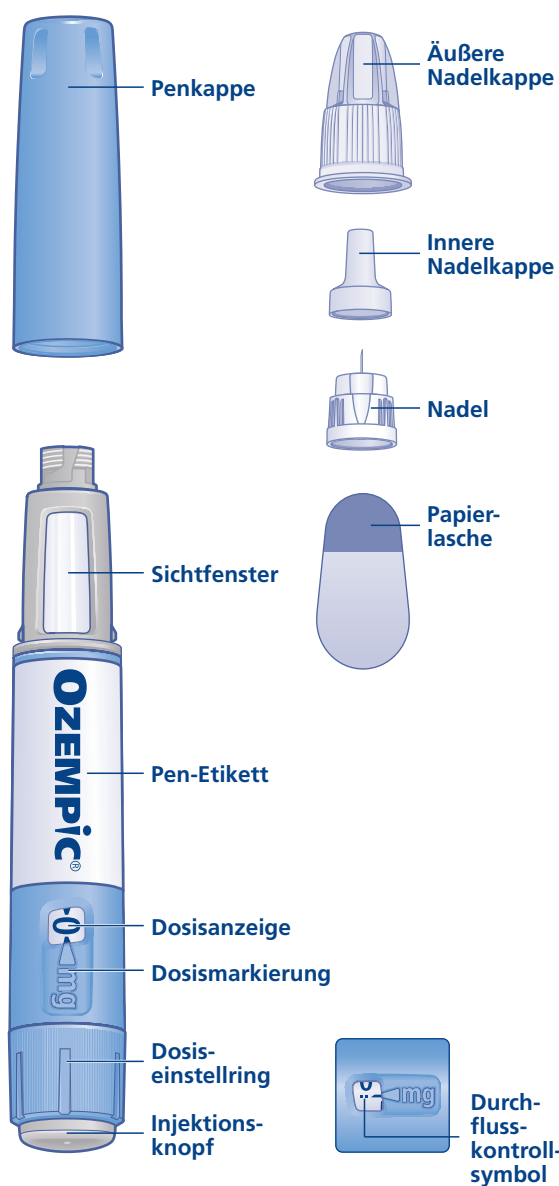 Penkappe
Äußere
Nadelkappe
Innere
Nadelkappe
Nadel
Papier-
lasche
Sichtfenster
OZEMPIC®
Pen-Etikett
0
mg
Dosisanzeige
Dosismarkierung
Dosis-
einstellring
Injektions-
knopf
0
mg
Durch-
fluss-
kontroll-
symbol